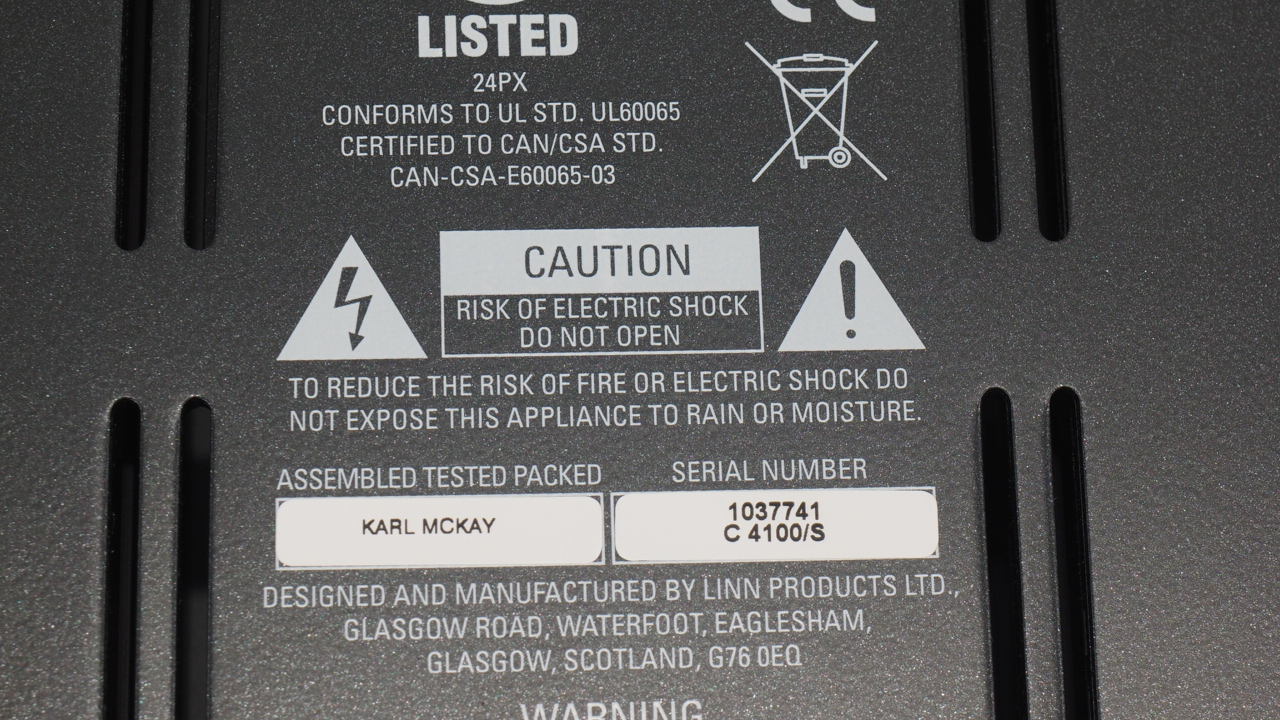 LISTED
24PX
CONFORMS TO UL STD. UL60065
CERTIFIED TO CAN/CSA STD.
CAN-CSA-E60065-03
CAUTION
RISK OF ELECTRIC SHOCK
DO NOT OPEN
TO REDUCE THE RISK OF FIRE OR ELECTRIC SHOCK DO
NOT EXPOSE THIS APPLIANCE TO RAIN OR MOISTURE.
ASSEMBLED TESTED PACKED
KARL MCKAY
SERIAL NUMBER
1037741
C 4100/S
DESIGNED AND MANUFACTURED BY LINN PRODUCTS LTD.,
GLASGOW ROAD, WATERFOOT, EAGLESHAM,
GLASGOW, SCOTLAND, G76 0EQ
WARNING